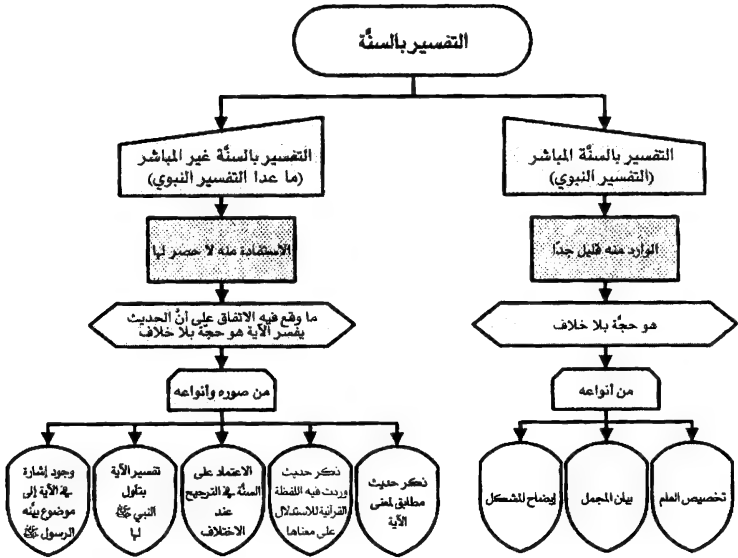 التفسير بالسنَّة
التفسير بالسنَّة المباشر
(التفسير النبوي)
الوارد منه قليل جدًا
هو حجَّة بلا خلاف
من أنواعه
تخصيص العام
بيان المجمل
إيضاح المشكل
التفسير بالسنَّة غير المباشر
(ما عدا التفسير النبوي)
الاستفادة منه لا حصر لها
ما وقع فيه الاتفاق على أنَّ الحديث
يفسر الآية هو حجَّة بلا خلاف
من صوره وأنواعه
ذكر حديث
مطابق لمعنى
الآية
ذكر حديث
وردت فيه اللفظة
القرآنية للاستدلال
على معناها
الاعتماد على
السنَّة في الترجيح
عند
الاختلاف
تفسير الآية
بتأول
النبي ﷺ
لها
وجود إشارة
في الآية إلى
موضوع بيَّنه
الرسول ﷺ